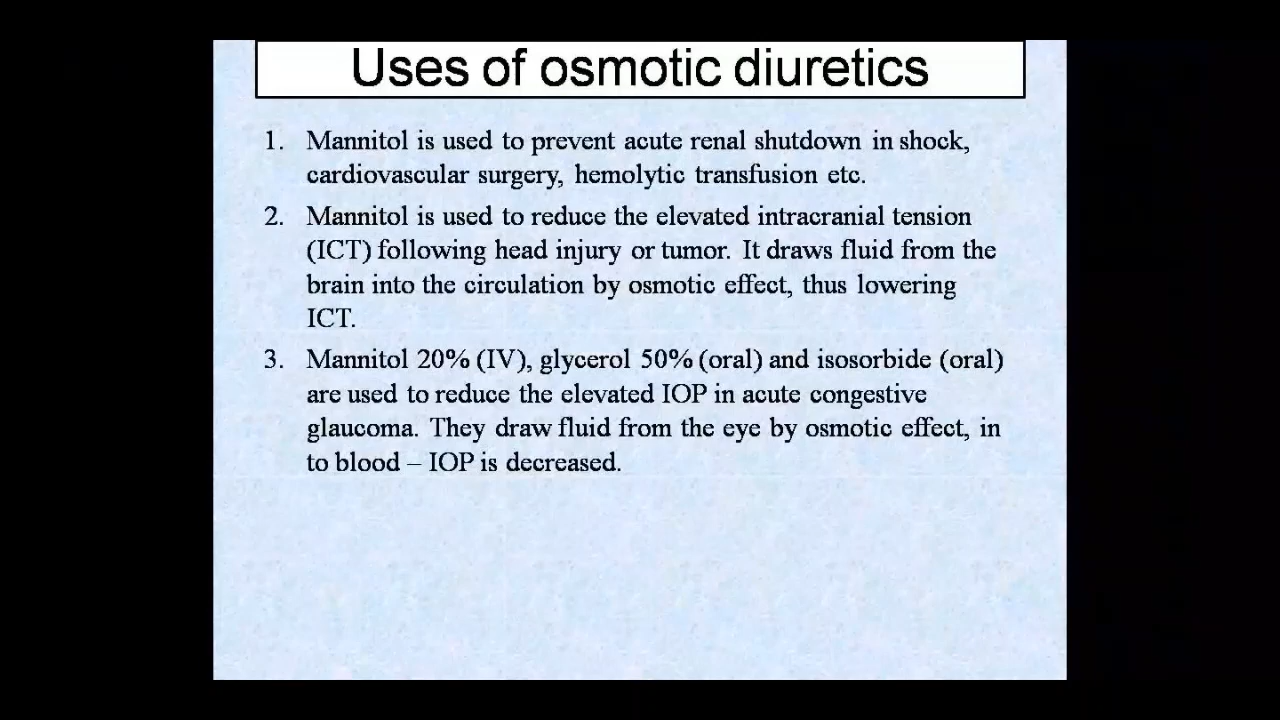 Uses of osmotic diuretics
1. Mannitol is used to prevent acute renal shutdown in shock,
cardiovascular surgery, hemolytic transfusion etc.
2. Mannitol is used to reduce the elevated intracranial tension
(ICT) following head injury or tumor. It draws fluid from the
brain into the circulation by osmotic effect, thus lowering
ICT.
3. Mannitol 20% (IV), glycerol 50% (oral) and isosorbide (oral)
are used to reduce the elevated IOP in acute congestive
glaucoma. They draw fluid from the eye by osmotic effect, in
to blood – IOP is decreased.